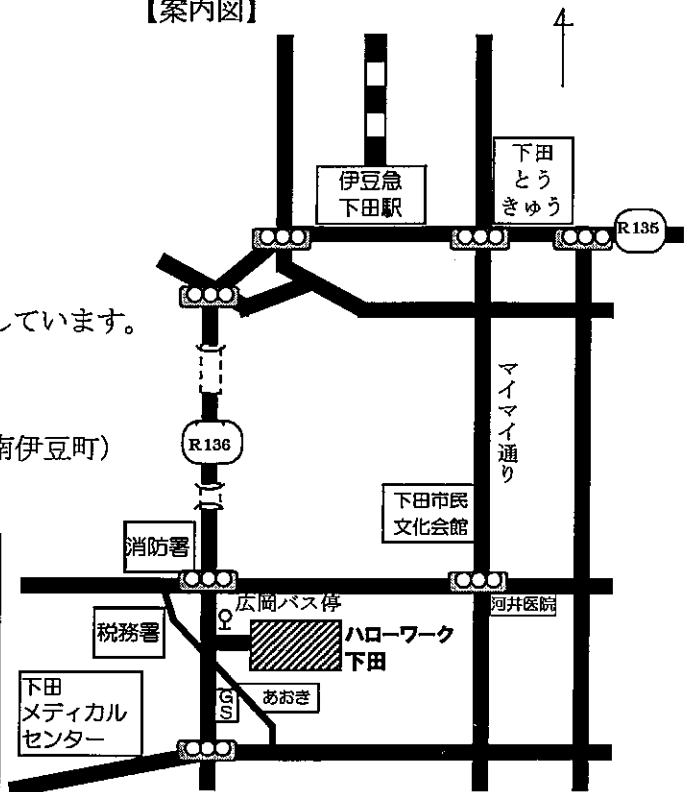 【案内図】
伊豆急
下田駅
下田
とう
きゅう
R135
しています。
マイマイ通り
南伊豆町)
R136
下田市民
文化会館
消防署
広岡バス停
河井医院
税務署
ハローワーク
下田
下田
メディカル
センター
GS
あおき